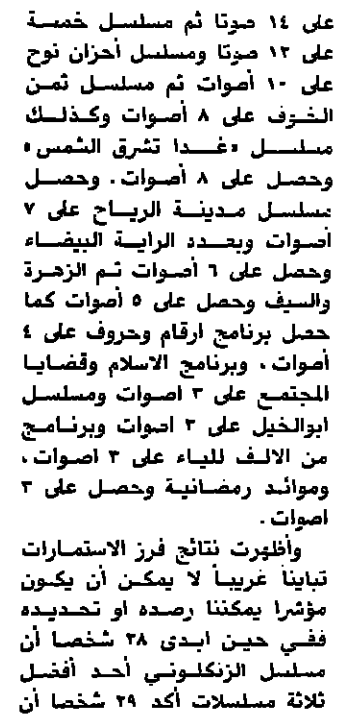 على ١٤ صوتا ثم مسلسل خمسة
على ١٢ صوتا ومسلسل أحزان نوح
على ١٠ أصوات ثم مسلسل ثمن
الخوف على ٨ أصوات وكذلك
مسلسل «غدا تشرق الشمس»
وحصل على ٨ أصوات. وحصل
مسلسل مدينة الرياح على ٧
أصوات وبعدد الراية البيضاء
وحصل على ٦ أصوات ثم الزهرة
والسيف وحصل على ٥ أصوات كما
حصل برنامج ارقام وحروف على ٤
أصوات، وبرنامج الاسلام وقضايا
المجتمع على ٣ اصوات ومسلسل
ابوالخيل على ٣ اصوات وبرنامج
من الالف للياء على ٣ اصوات،
وموائد رمضانية وحصل على ٣
اصوات.
وأظهرت نتائج فرز الاستمارات
تبايناً غريباً لا يمكن أن يكون
مؤشرا يمكننا رصده او تحديده
ففي حين ابدى ٢٨ شخصا أن
مسلسل الزنكلوني أحد أفضل
ثلاثة مسلسلات أكد ٢٩ شخصا أن